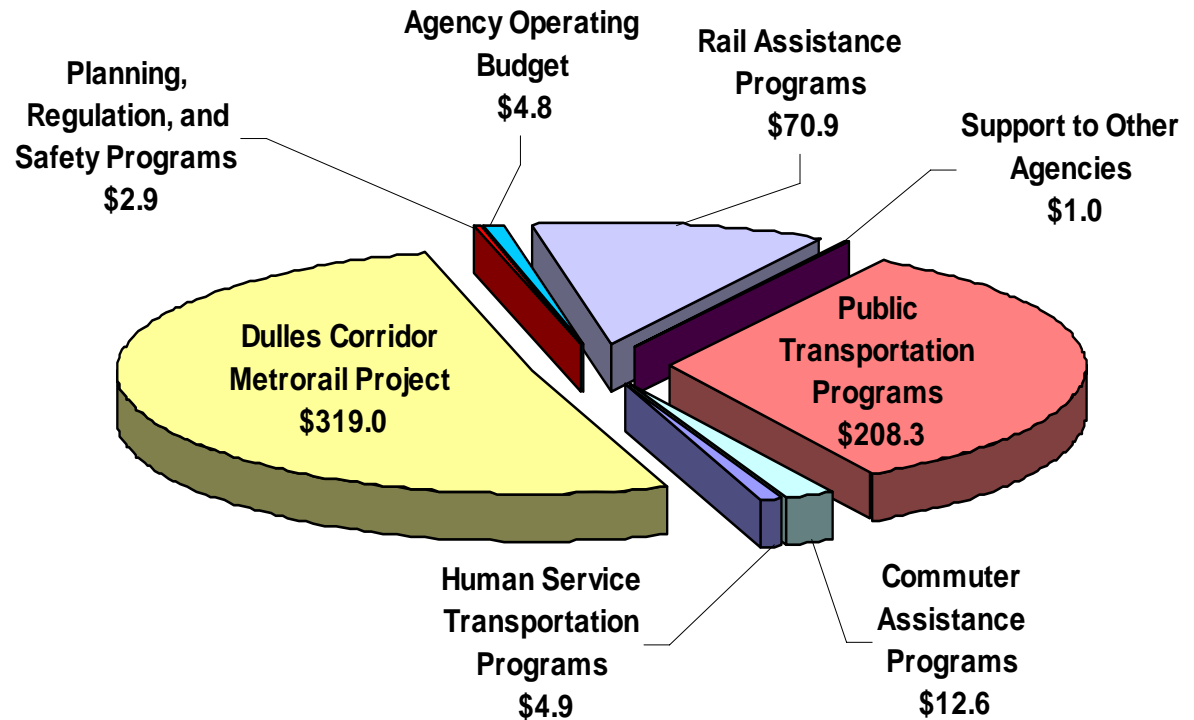 Agency Operating
Budget
$4.8
Rail Assistance
Programs
$70.9
Planning,
Regulation, and
Safety Programs
$2.9
Support to Other
Agencies
$1.0
Dulles Corridor
Metrorail Project
$319.0
Public
Transportation
Programs
$208.3
Human Service
Transportation
Programs
$4.9
Commuter
Assistance
Programs
$12.6